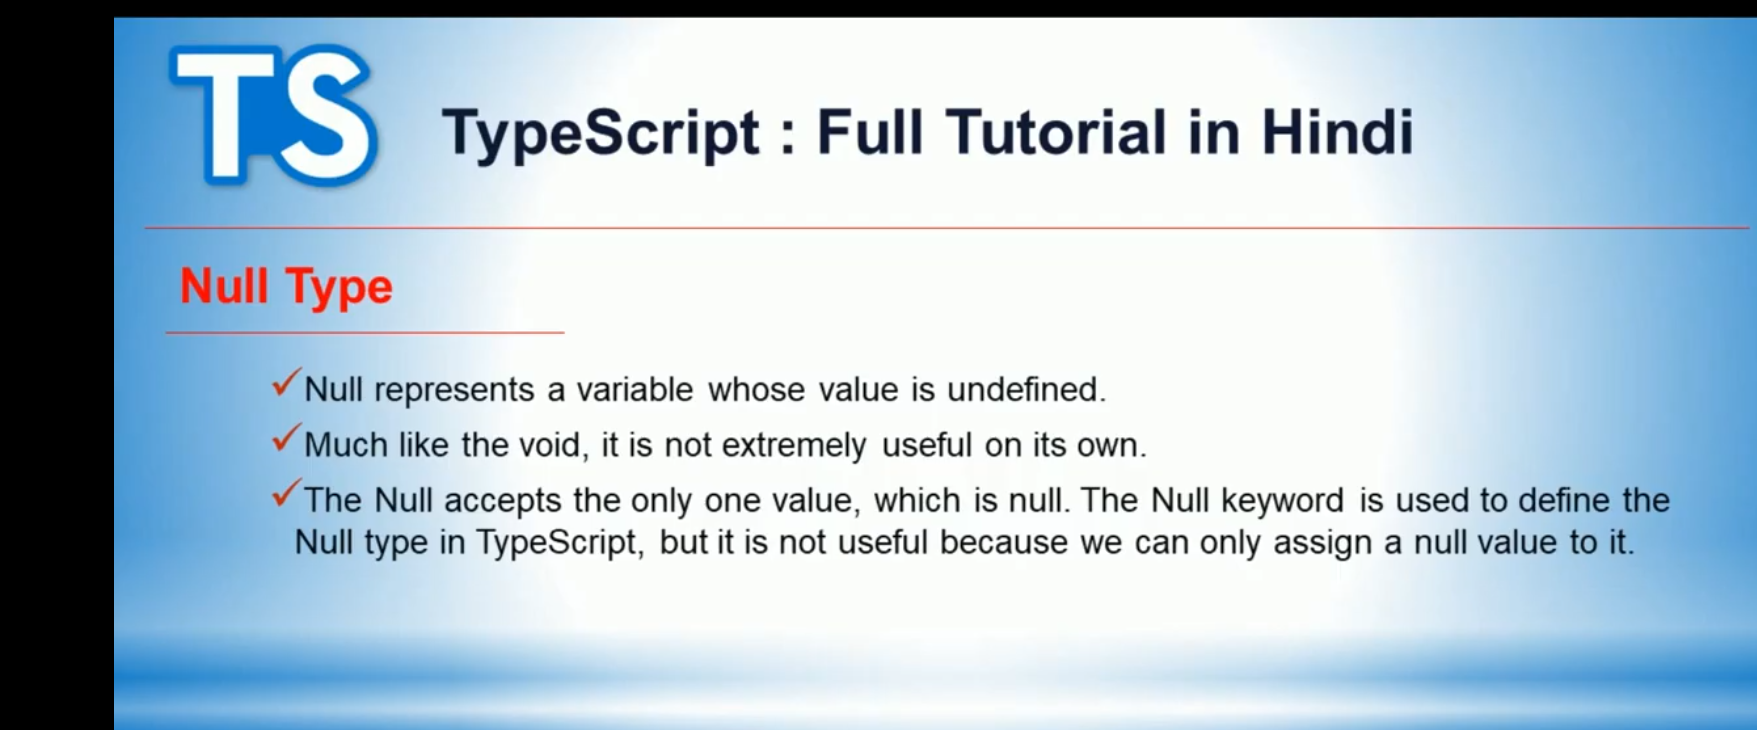 TS
TypeScript : Full Tutorial in Hindi
Null Type
✓Null represents a variable whose value is undefined.
✓Much like the void, it is not extremely useful on its own.
✓The Null accepts the only one value, which is null. The Null keyword is used to define the
Null type in TypeScript, but it is not useful because we can only assign a null value to it.